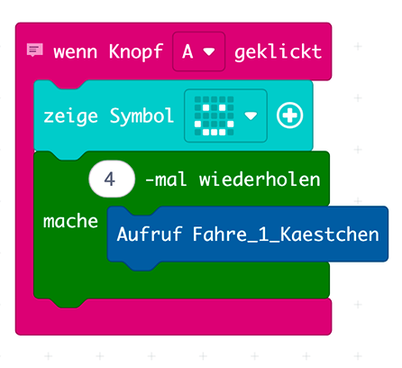 wenn Knopf A geklickt
zeige Symbol
4 -mal wiederholen
mache
Aufruf Fahre_1_Kaestchen